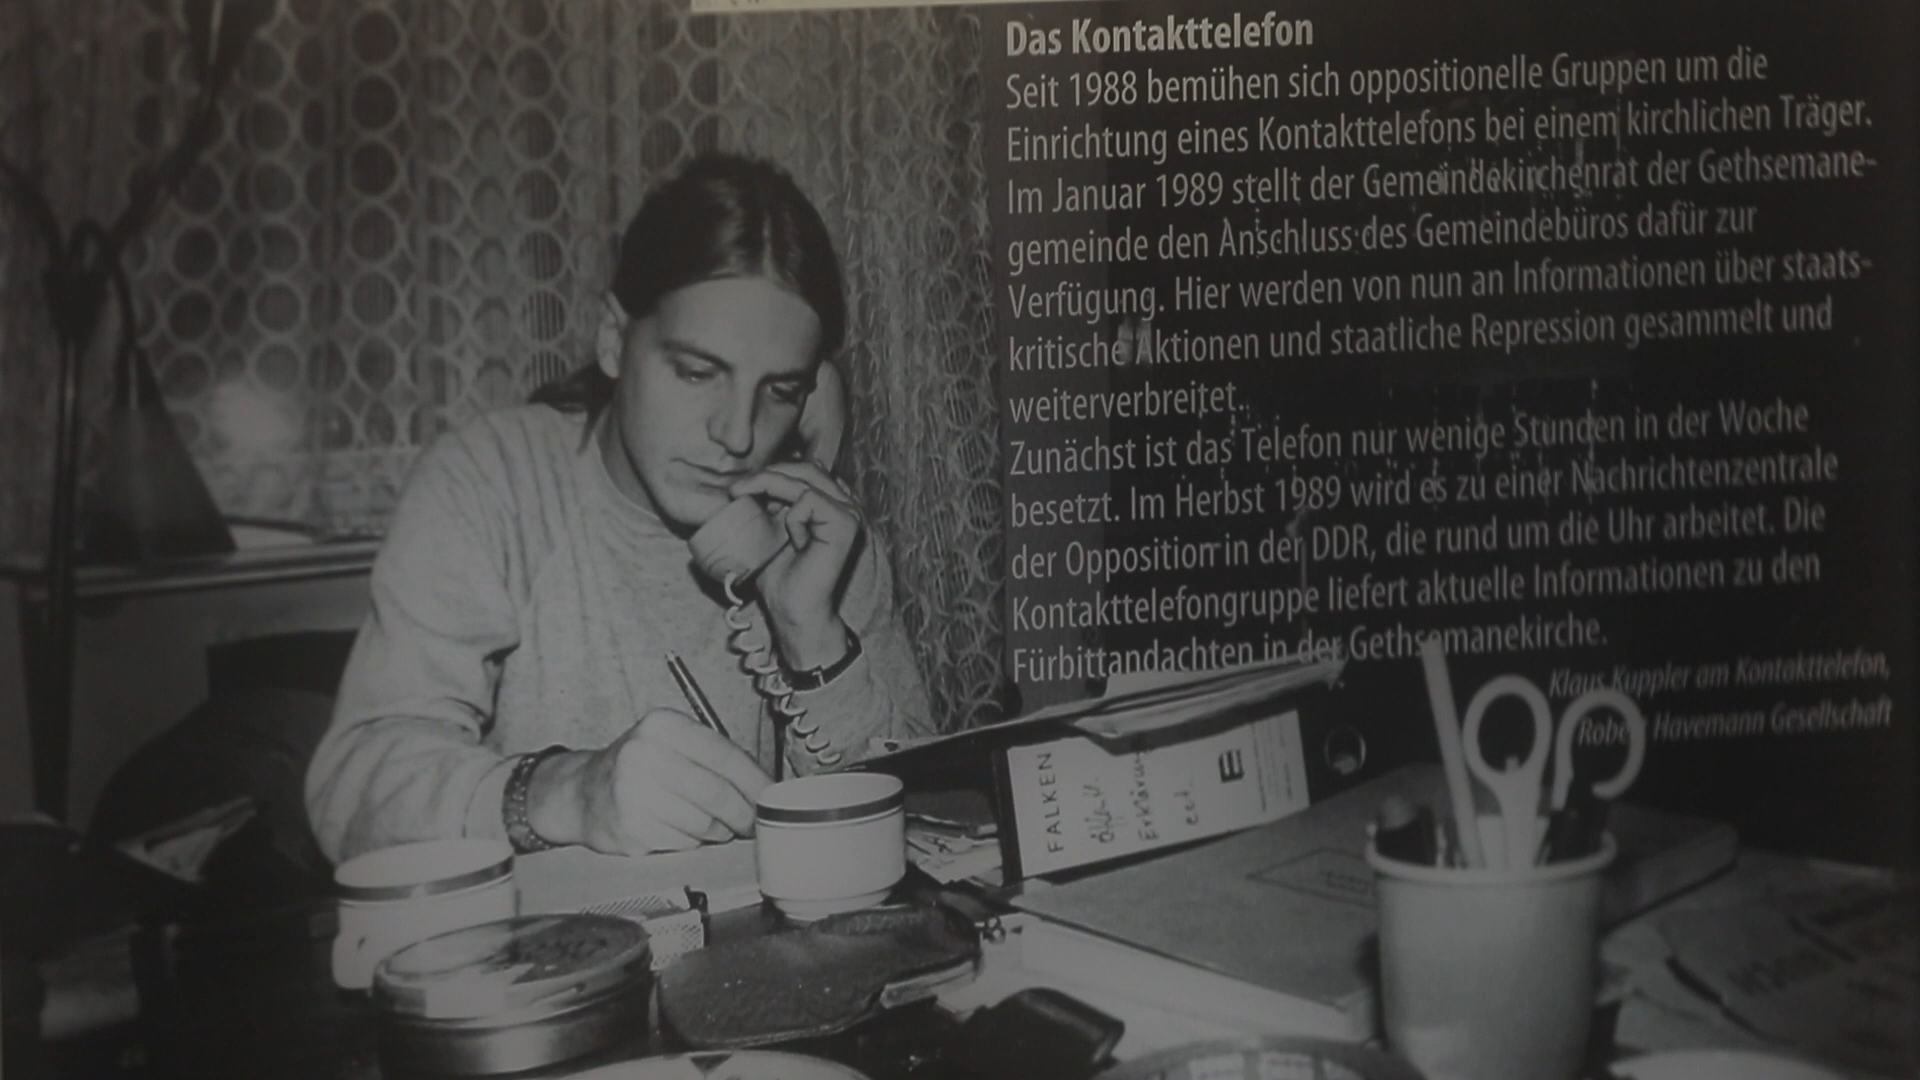 Das Kontakttelefon
Seit 1988 bemühen sich oppositionelle Gruppen um die
Einrichtung eines Kontakttelefons bei einem kirchlichen Träger.
Im Januar 1989 stellt der Gemeindekirchenrat der Gethsemane-
gemeinde den Anschluss des Gemeindebüros dafür zur
Verfügung. Hier werden von nun an Informationen über staats-
kritische Aktionen und staatliche Repression gesammelt und
weiterverbreitet.
Zunächst ist das Telefon nur wenige Stunden in der Woche
besetzt. Im Herbst 1989 wird es zu einer Nachrichtenzentrale
der Opposition in der DDR, die rund um die Uhr arbeitet. Die
Kontakttelefongruppe liefert aktuelle Informationen zu den
Fürbittandachten in der Gethsemanekirche.
Klaus Kuppler am Kontakttelefon,
Robert Havemann Gesellschaft
FALKEN
Erklärun
E